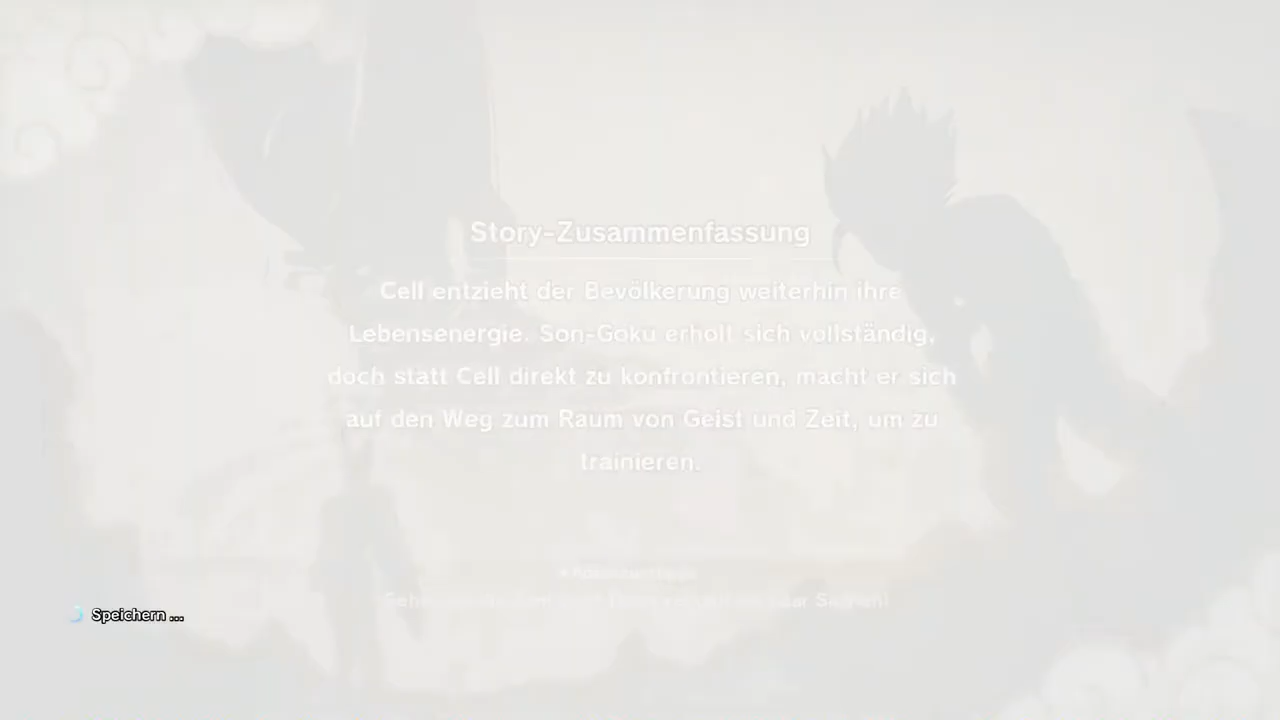 Story-Zusammenfassung
Cell entzieht der Bevölkerung weiterhin ihre
Lebensenergie. Son-Goku erholt sich vollständig,
doch statt Cell direkt zu konfrontieren, macht er sich
auf den Weg zum Raum von Geist und Zeit, um zu
trainieren.
Speichern ...